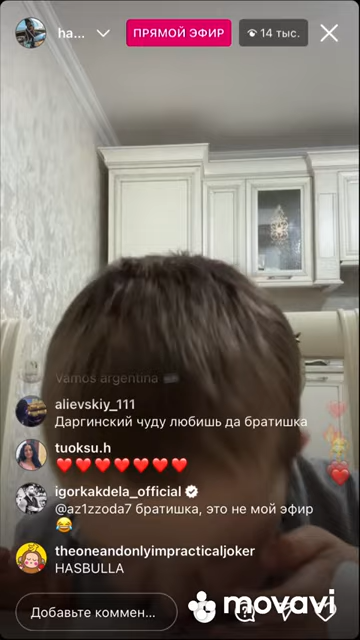 ha...
ПРЯМОЙ ЭФИР
14 тыс.
Vamos argentina
alievskiy_111
Даргинский чуду любишь да братишка
tuoksu.h
❤️❤️❤️❤️❤️❤️❤️
igorkakdela_official
@az1zzoda7 братишка, это не мой эфир
😂
theoneandonlyimpracticaljoker
HASBULLA
Добавьте коммен...
movavi